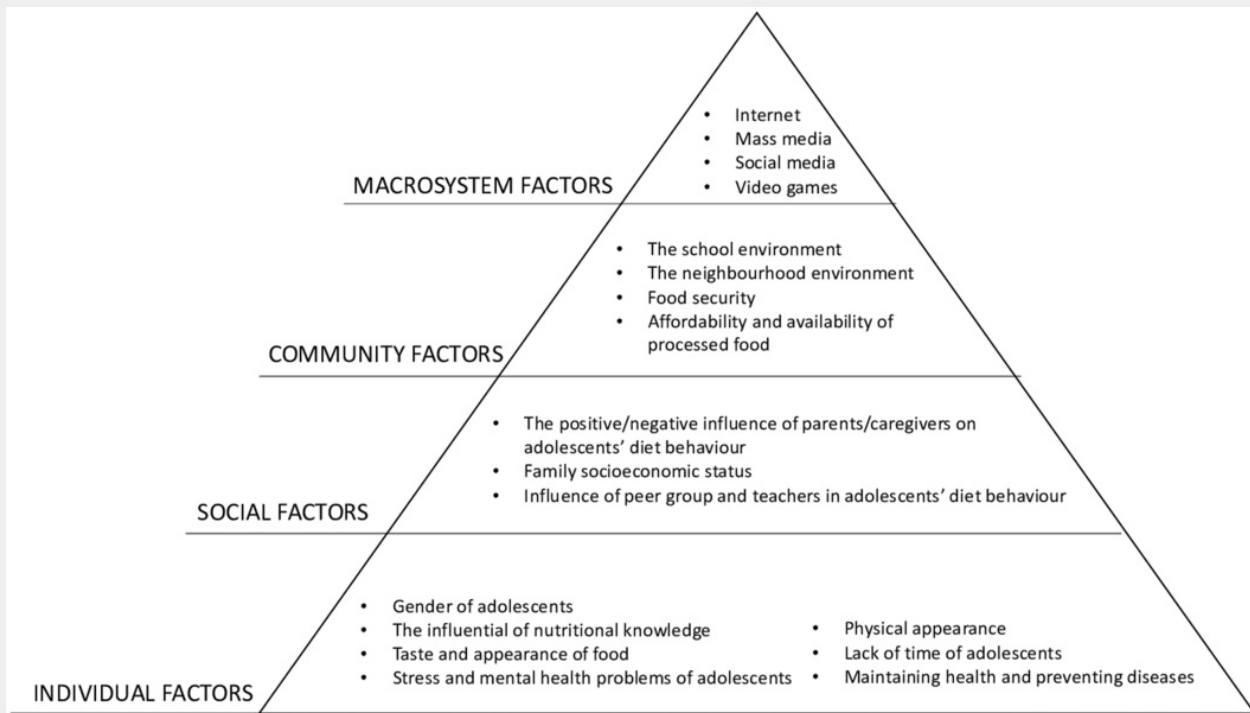 • Internet
• Mass media
• Social media
• Video games
MACROSYSTEM FACTORS
• The school environment
• The neighbourhood environment
• Food security
• Affordability and availability of
processed food
COMMUNITY FACTORS
• The positive/negative influence of parents/caregivers on
adolescents' diet behaviour
• Family socioeconomic status
• Influence of peer group and teachers in adolescents' diet behaviour
SOCIAL FACTORS
• Gender of adolescents
• The influential of nutritional knowledge
• Taste and appearance of food
• Stress and mental health problems of adolescents
• Physical appearance
• Lack of time of adolescents
• Maintaining health and preventing diseases
INDIVIDUAL FACTORS